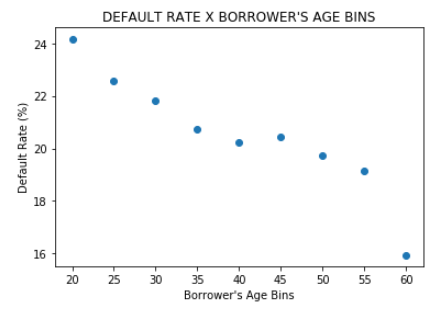 DEFAULT RATE X BORROWER'S AGE BINS
24
22
20
18
16
Default Rate (%)
20 25 30 35 40 45 50 55 60
Borrower's Age Bins